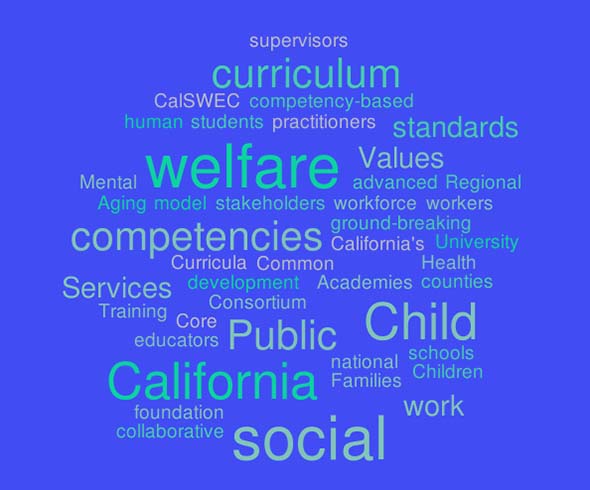 supervisors
curriculum
CalSWEC competency-based
human students practitioners standards
welfare Values
Mental advanced Regional
Aging model stakeholders workforce workers
ground-breaking
competencies California's University
Curricula Common Health
Services development Academies counties
Consortium
Training Core Public Child
educators
national schools
California Families Children
foundation work
collaborative social